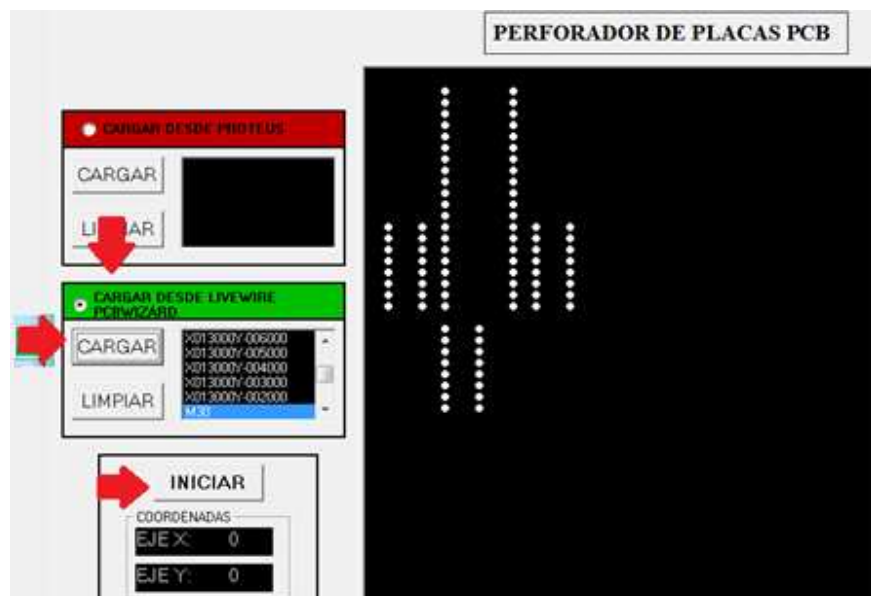 PERFORADOR DE PLACAS PCB
CARGAR DESDE PROTEUS
CARGAR
CARGAR DESDE LIVEWIRE
PCBWIZARD
CARGAR
X013000Y-006000
X013000Y-005000
X013000Y-004000
X013000Y-003000
X013000Y-002000
M30
LIMPIAR
INICIAR
COORDENADAS
EJE X: 0
EJE Y: 0